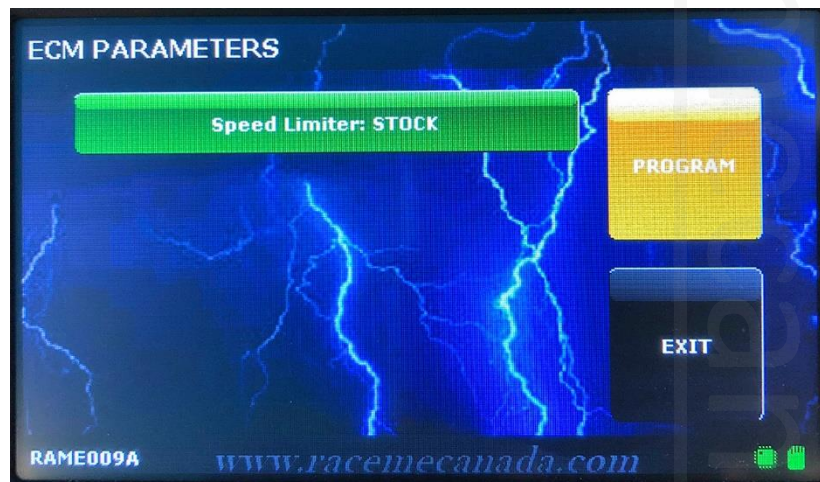 ECM PARAMETERS
Speed Limiter: STOCK
PROGRAM
EXIT
RAME009A
www.racemecanada.com